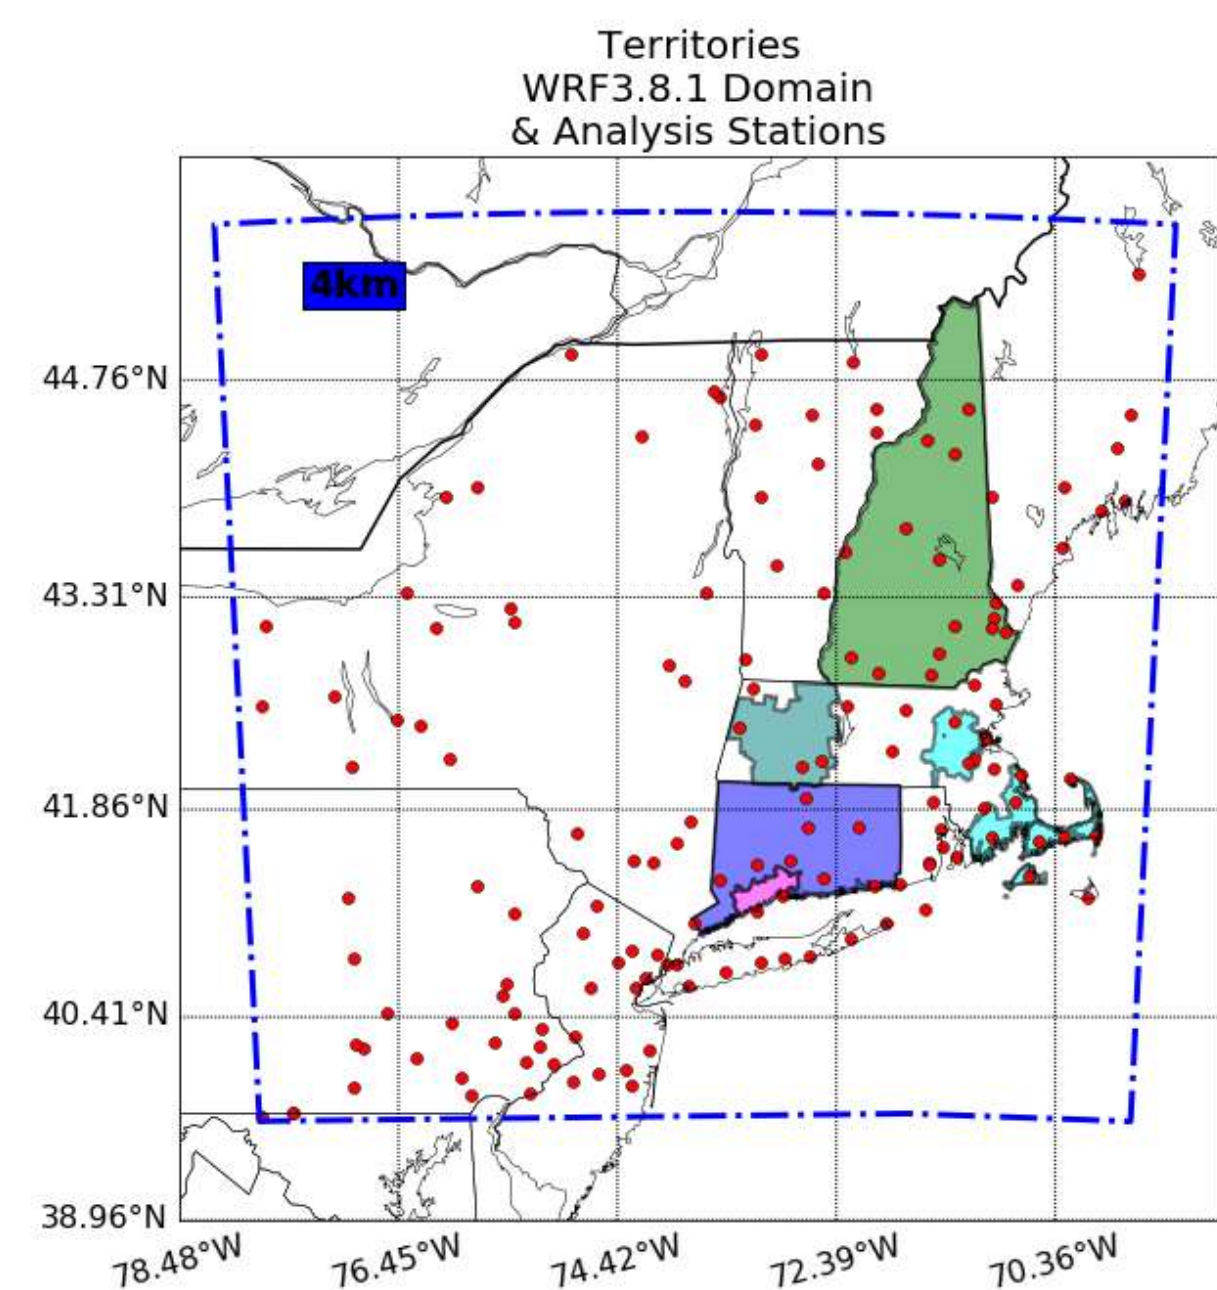 Territories
WRF3.8.1 Domain
& Analysis Stations
4km
44.76°N
43.31°N
41.86°N
40.41°N
38.96°N
78.48°W
76.45°W
74.42°W
72.39°W
70.36°W